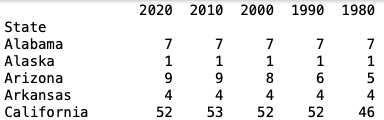 2020 2010 2000 1990 1980
State
Alabama 7 7 7 7 7
Alaska 1 1 1 1 1
Arizona 9 9 8 6 5
Arkansas 4 4 4 4 4
California 52 53 52 52 46